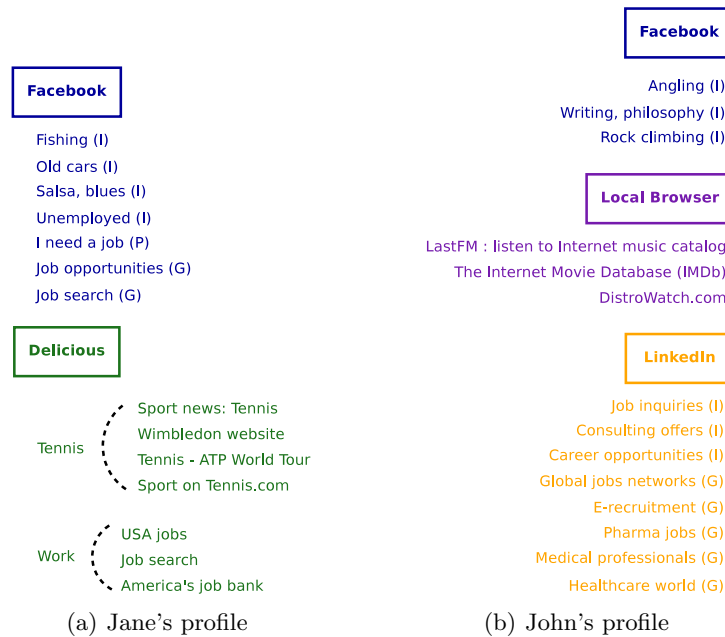 Facebook
Fishing (I)
Old cars (I)
Salsa, blues (I)
Unemployed (I)
I need a job (P)
Job opportunities (G)
Job search (G)
Delicious
Tennis
Sport news: Tennis
Wimbledon website
Tennis - ATP World Tour
Sport on Tennis.com
Work
USA jobs
Job search
America's job bank
(a) Jane's profile
Facebook
Angling (I)
Writing, philosophy (I)
Rock climbing (I)
Local Browser
LastFM : listen to Internet music catalog
The Internet Movie Database (IMDb)
DistroWatch.com
LinkedIn
Job inquiries (I)
Consulting offers (I)
Career opportunities (I)
Global jobs networks (G)
E-recruitment (G)
Pharma jobs (G)
Medical professionals (G)
Healthcare world (G)
(b) John's profile